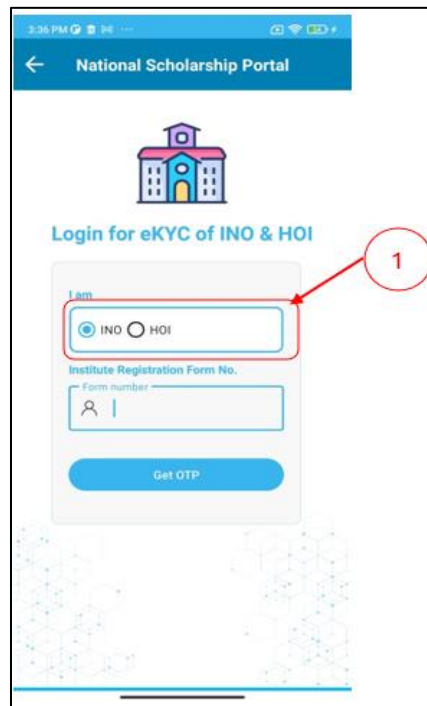 3:36 PM
National Scholarship Portal
Login for eKYC of INO & HOI
1
I am
INO HOI
Institute Registration Form No.
Form number
Get OTP